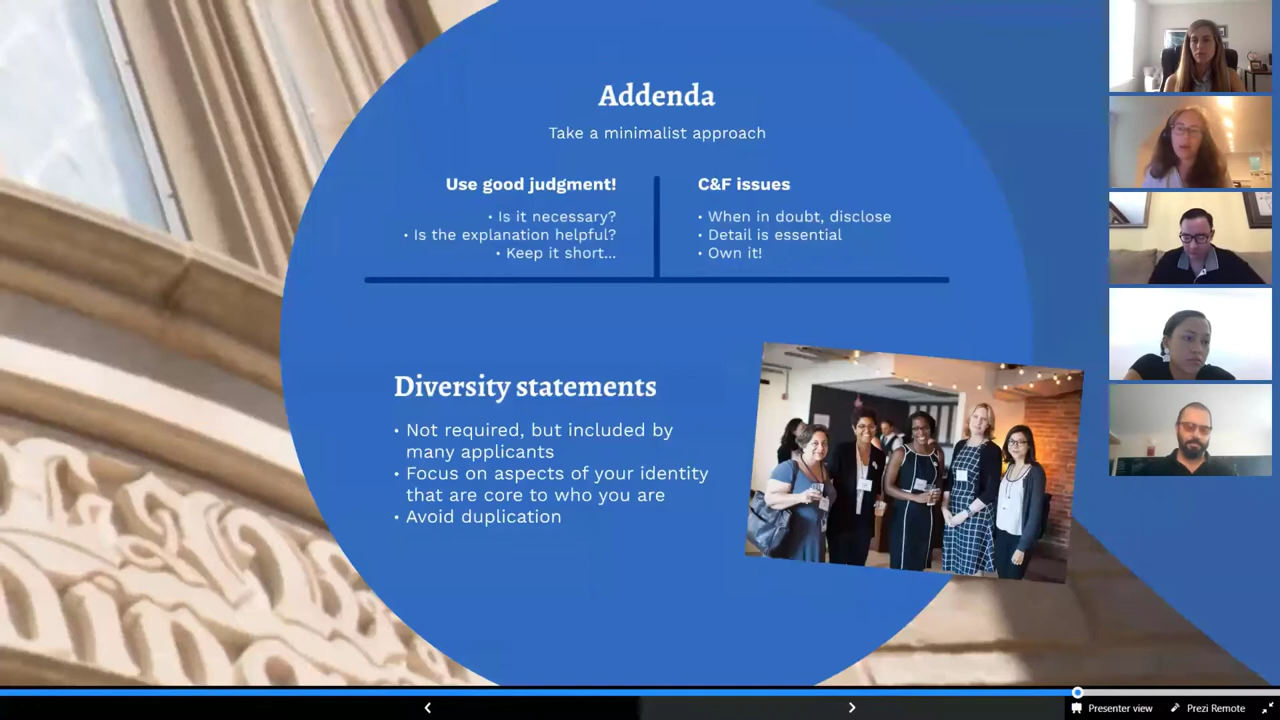 Addenda
Take a minimalist approach
Use good judgment!
• Is it necessary?
• Is the explanation helpful?
• Keep it short...
C&F issues
• When in doubt, disclose
• Detail is essential
• Own it!
Diversity statements
• Not required, but included by
many applicants
• Focus on aspects of your identity
that are core to who you are
• Avoid duplication
Presenter view
Prezi Remote